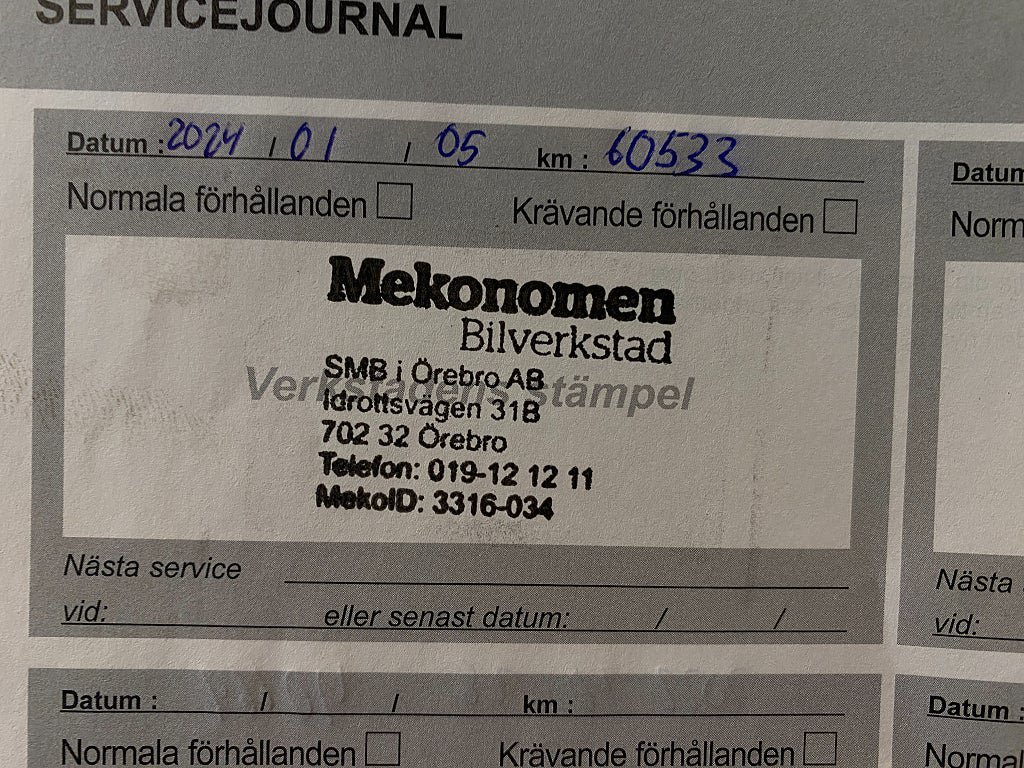 SERVICEJOURNAL
Datum : 2024 / 01 / 05 km : 60533
Normala förhållanden Krävande förhållanden
Mekonomen
Bilverkstad
SMB i Örebro AB
Verkstadens stämpel
Idrottsvägen 31B
702 32 Örebro
Telefon: 019-12 12 11
MekoID: 3316-034
Nästa service
vid: eller senast datum: / /
Datum : / / km :
Normala förhållanden Krävande förhållanden
Datum
Norm
Nästa
vid:
Datum :
Normal